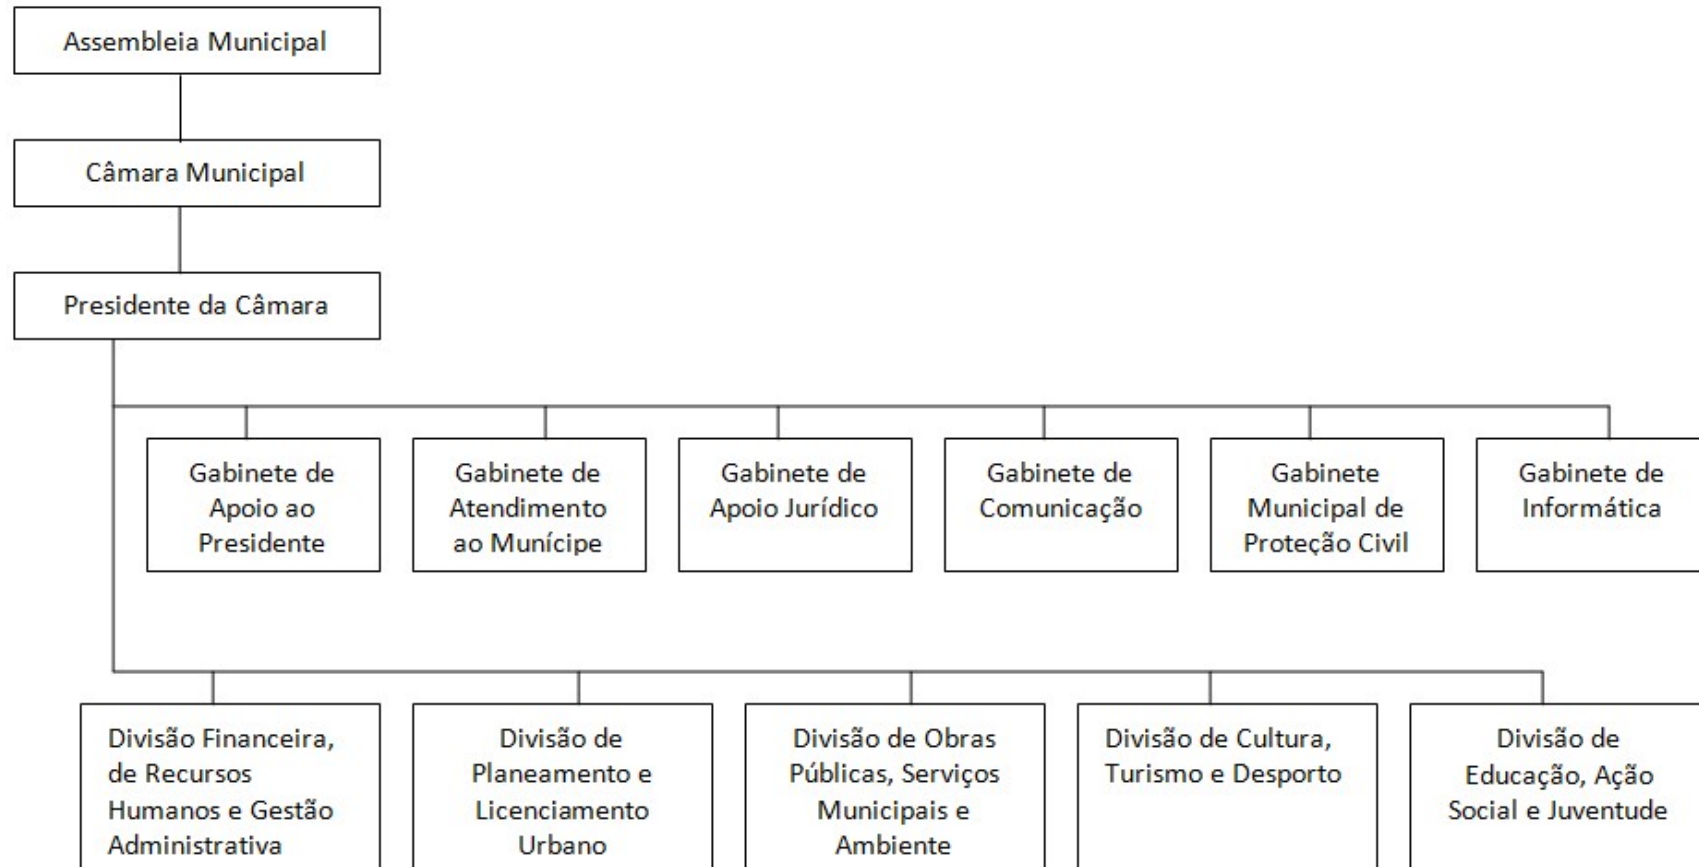 Assembleia Municipal
Câmara Municipal
Presidente da Câmara
Gabinete de
Apoio ao
Presidente
Gabinete de
Atendimento
ao Munícipe
Gabinete de
Apoio Jurídico
Gabinete de
Comunicação
Gabinete
Municipal de
Proteção Civil
Gabinete de
Informática
Divisão Financeira,
de Recursos
Humanos e Gestão
Administrativa
Divisão de
Planeamento e
Licenciamento
Urbano
Divisão de Obras
Públicas, Serviços
Municipais e
Ambiente
Divisão de Cultura,
Turismo e Desporto
Divisão de
Educação, Ação
Social e Juventude